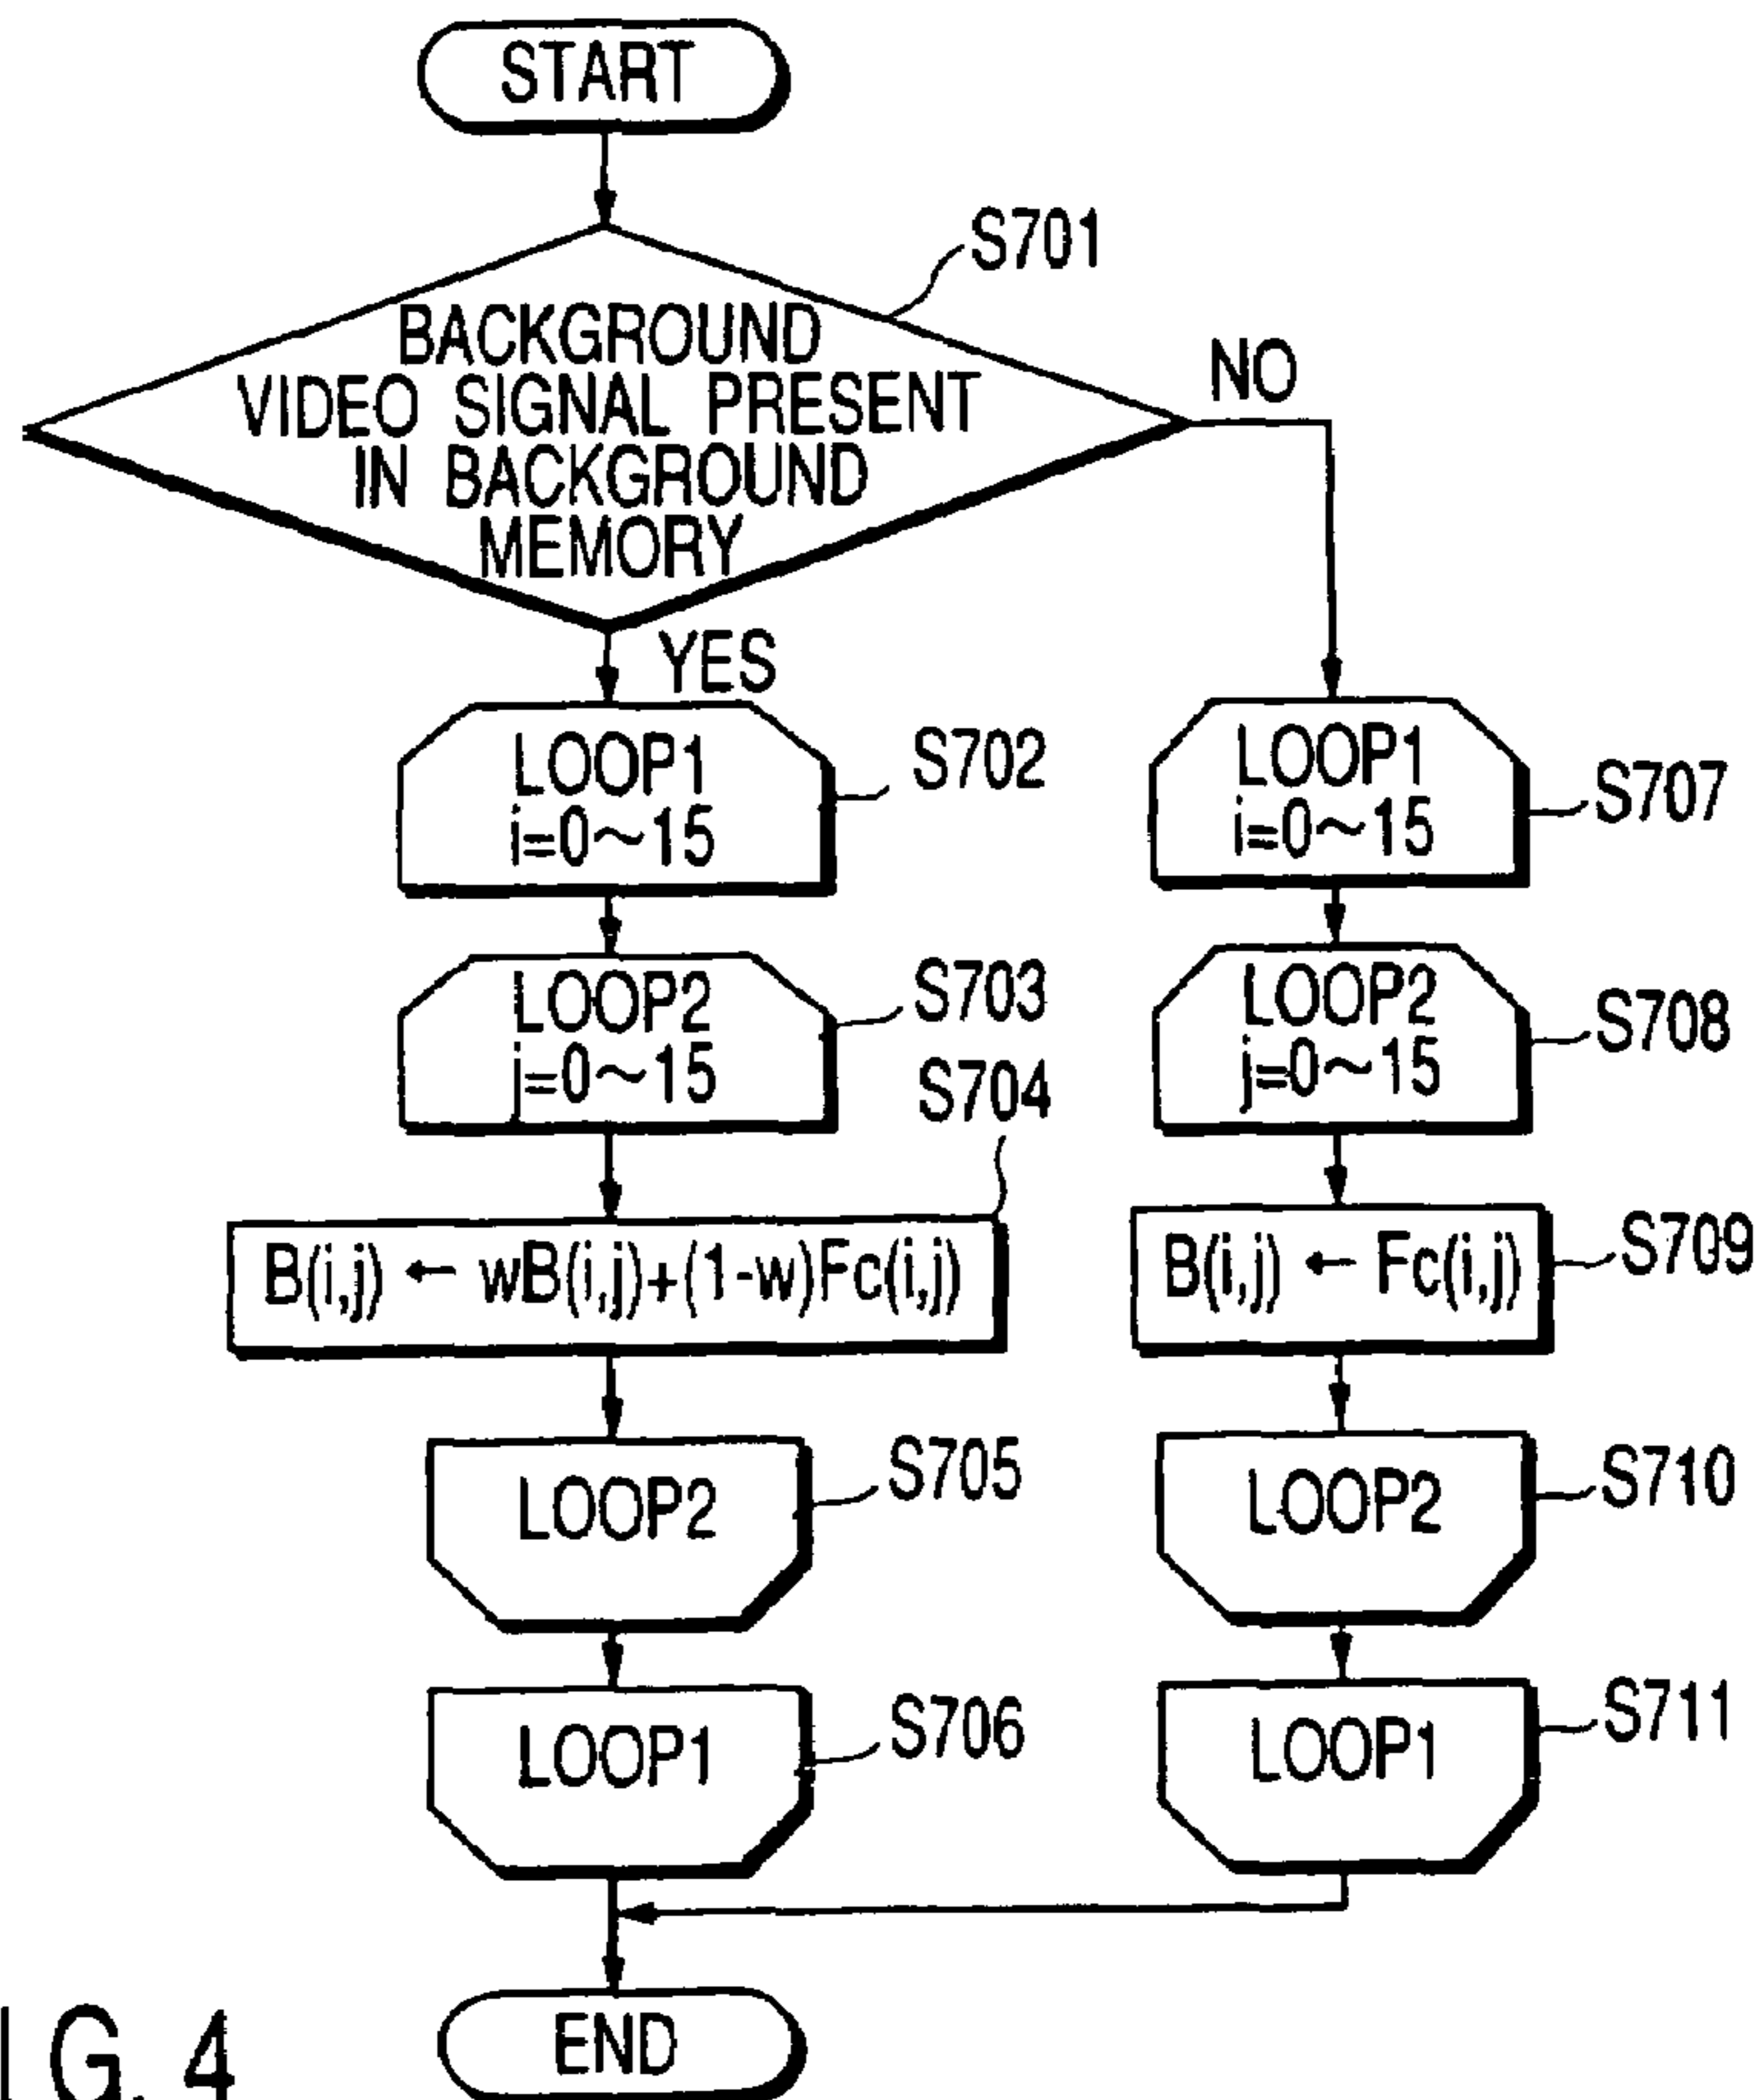 START
S701
BACKGROUND
VIDEO SIGNAL PRESENT
IN BACKGROUND
MEMORY
NO
YES
LOOP1
i=0~15
S702
LOOP2
j=0~15
S703
B(i,j) ← wB(i,j)+(1-w)Fc(i,j)
S704
LOOP2
S705
LOOP1
S706
LOOP1
i=0~15
S707
LOOP2
j=0~15
S708
B(i,j) ← Fc(i,j)
S709
LOOP2
S710
LOOP1
S711
END
IG. 4